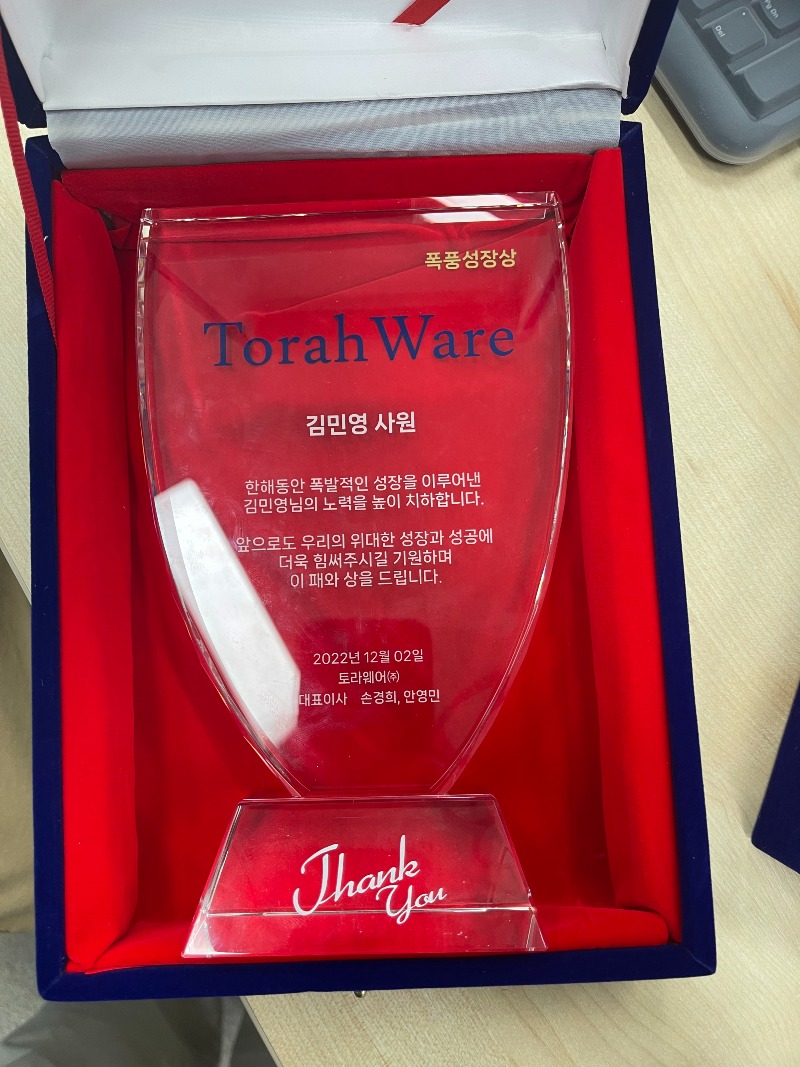 Del
Pg Dn
폭풍성장상
TorahWare
김민영 사원
한해동안 폭발적인 성장을 이루어낸
김민영님의 노력을 높이 치하합니다.
앞으로도 우리의 위대한 성장과 성공에
더욱 힘써주시길 기원하며
이 패와 상을 드립니다.
2022년 12월 02일
토라웨어㈜
대표이사 손경희, 안영민
Thank
You